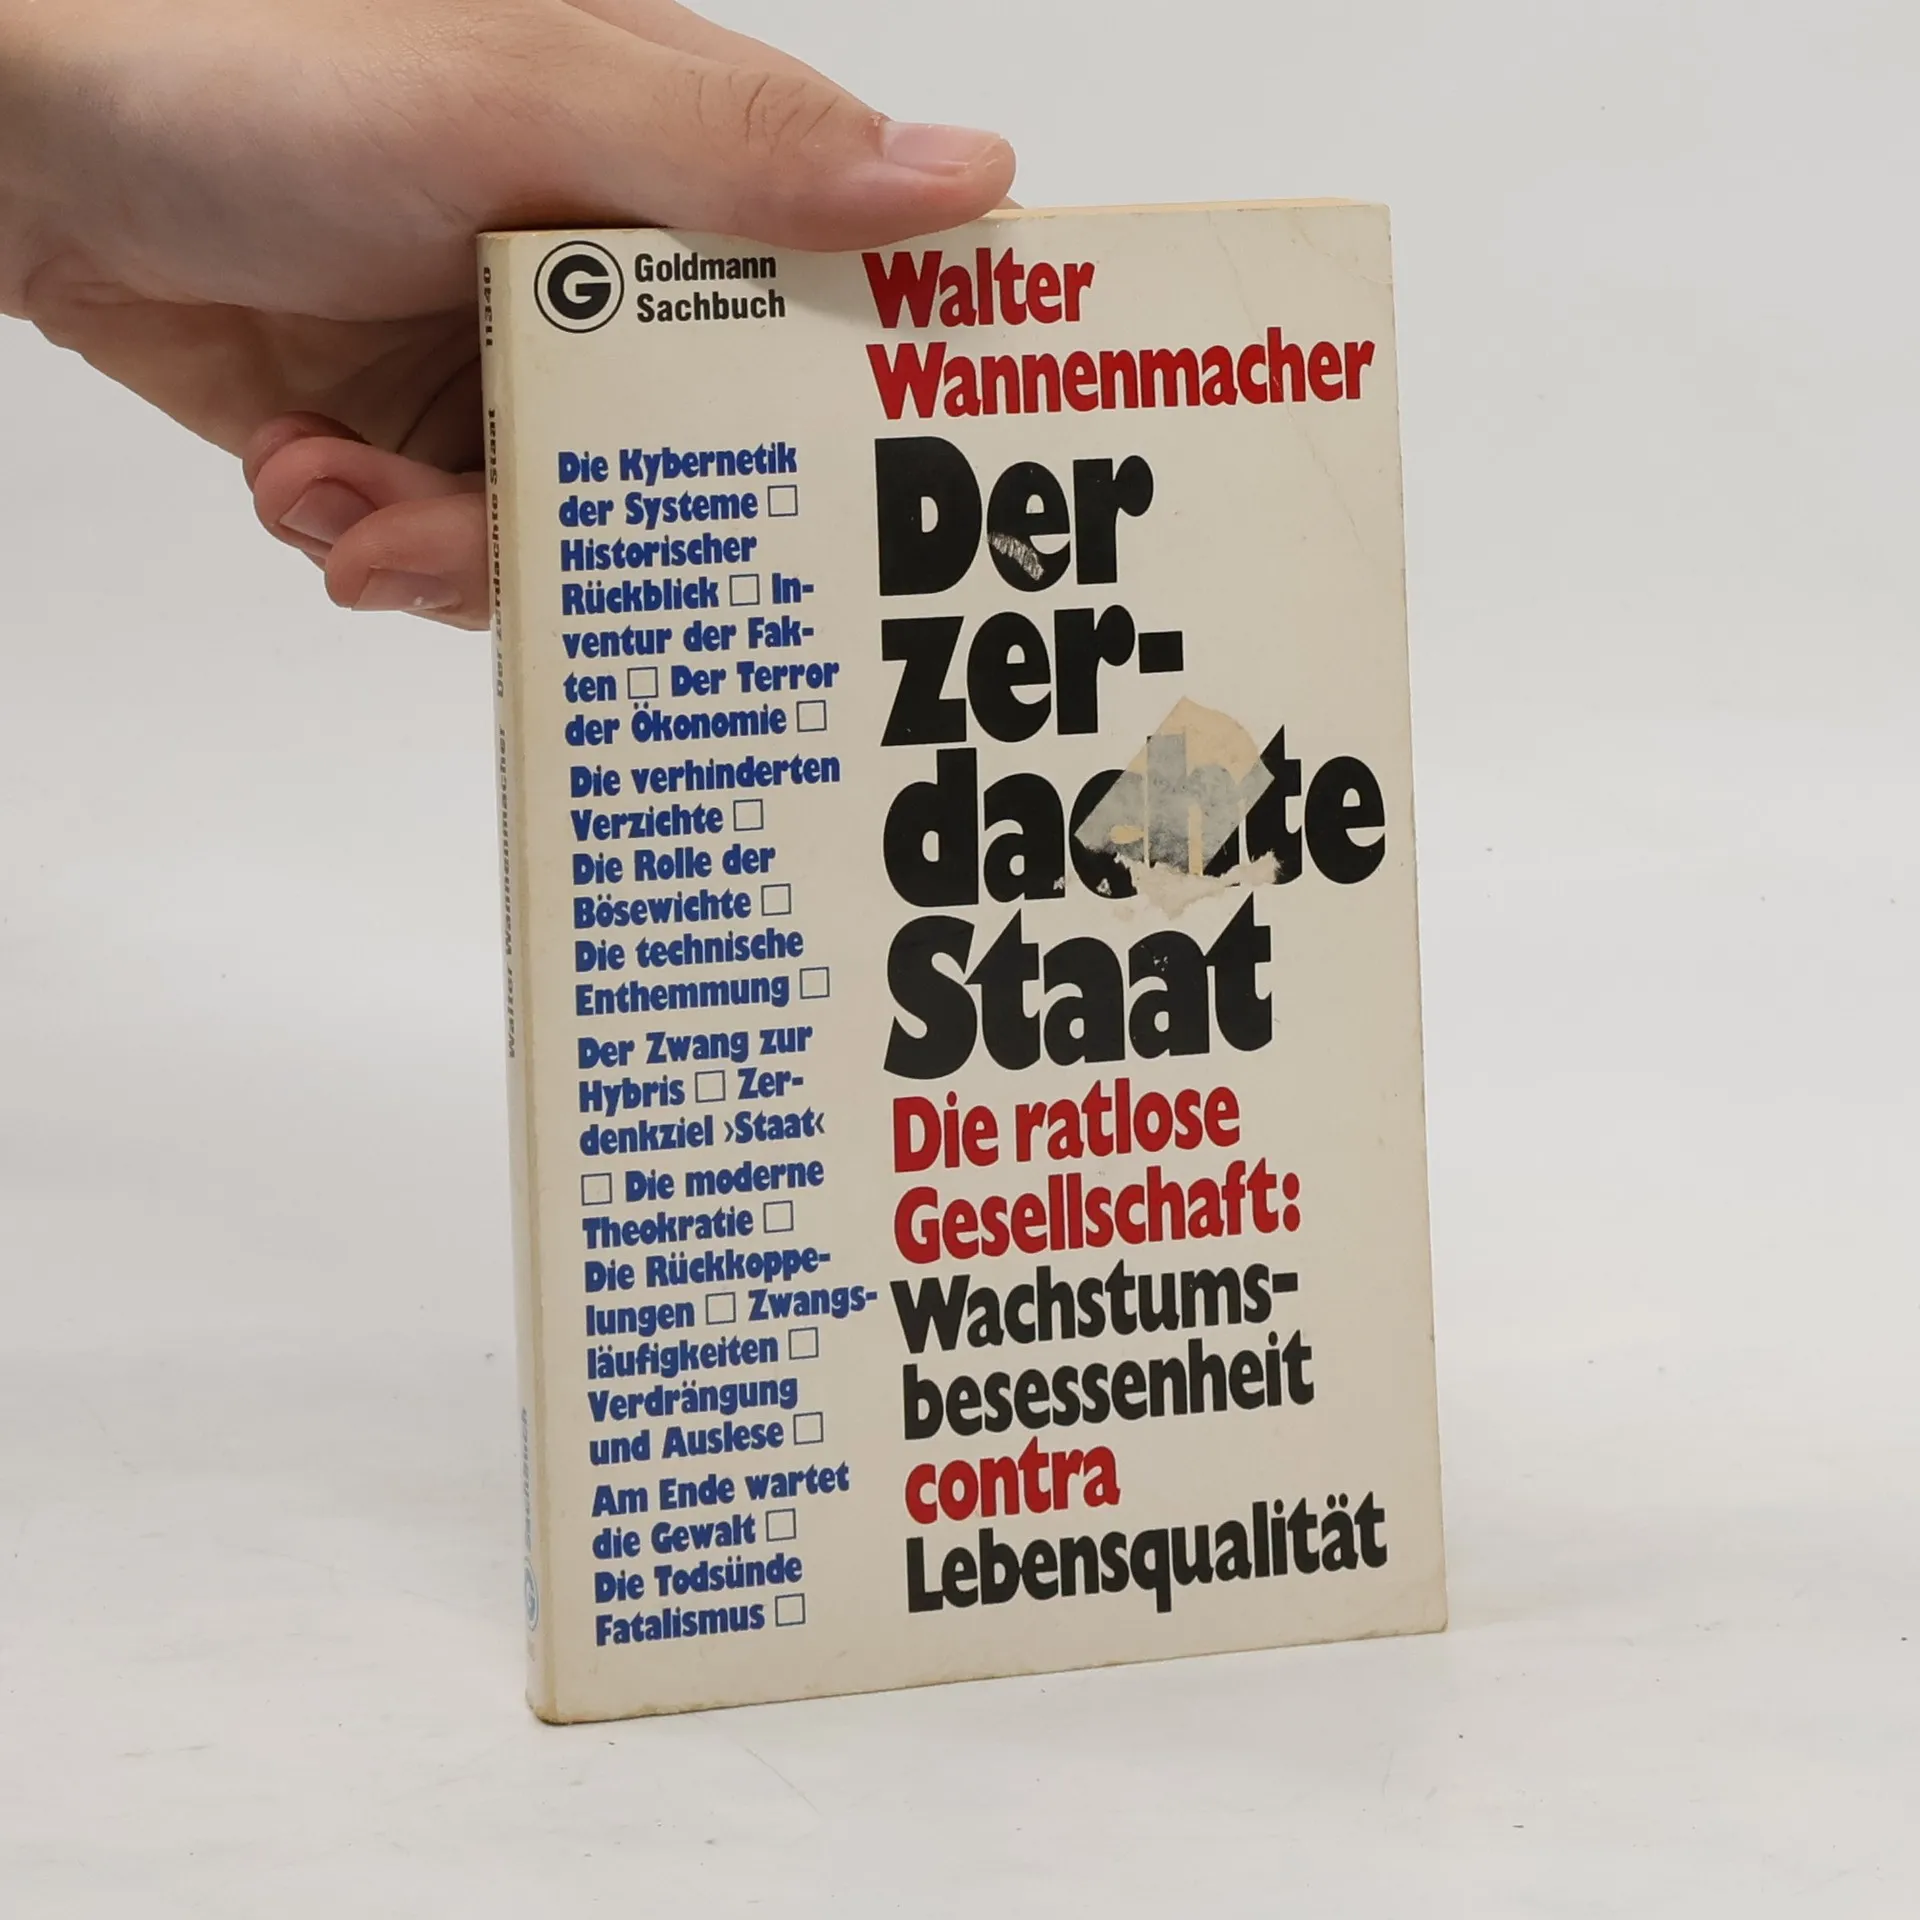 G
Goldmann
Sachbuch
Walter
Wannenmacher
Der
zer-
dachte
Staat
Die ratlose
Gesellschaft:
Wachstums-
besessenheit
contra
Lebensqualität
Die Kybernetik
der Systeme □
Historischer
Rückblick □ In-
ventur der Fak-
ten □ Der Terror
der Ökonomie □
Die verhinderten
Verzichte □
Die Rolle der
Bösewichte □
Die technische
Enthemmung □
Der Zwang zur
Hybris □ Zer-
denkziel ›Staat‹
□ Die moderne
Theokratie □
Die Rückkoppe-
lungen □ Zwangs-
läufigkeiten □
Verdrängung
und Auslese □
Am Ende wartet
die Gewalt □
Die Todsünde
Fatalismus □
Walter Wannenmacher Der zerdachte Staat 11340
G Sachbuch